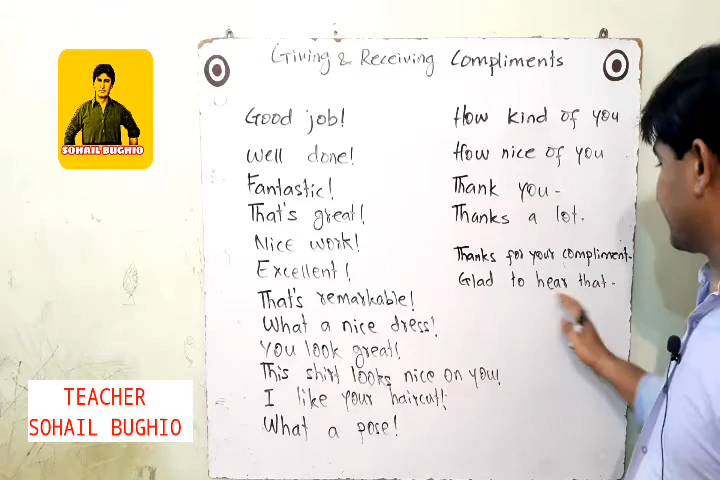 Giving & Receiving Compliments
Good job!
Well done!
Fantastic!
That's great!
Nice work!
Excellent!
That's remarkable!
What a nice dress!
You look great!
This shirt looks nice on you!
I like your haircut!
What a pose!
How kind of you
How nice of you
Thank you-
Thanks a lot.
Thanks for your compliment-
Glad to hear that-
SOHAIL BUGHIO
TEACHER
SOHAIL BUGHIO